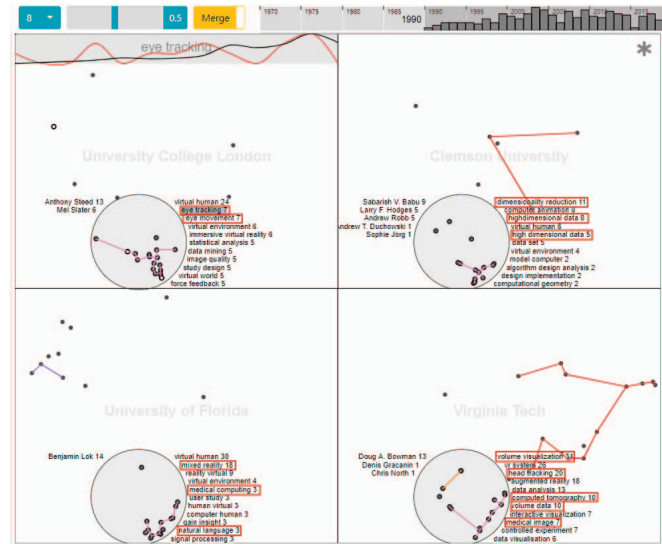 8
0.5
Merge
1970
1975
1980
1985
1990
1995
2000
2005
2010
2015
eye tracking
*
University College London
Anthony Steed 13
Mel Slater 6
virtual human 24
eye tracking 7
eye movement 7
virtual environment 6
immersive virtual reality 6
statistical analysis 5
data mining 5
image quality 5
study design 5
virtual world 5
force feedback 5
Clemson University
Sabarish V. Babu 9
Larry F. Hodges 5
Andrew Robb 5
Andrew T. Duchowski 1
Sophie Jörg 1
dimensionality reduction 11
computer animation 8
highdimensional data 8
virtual human 6
high dimensional data 5
data set 5
virtual environment 4
model computer 2
algorithm design analysis 2
design implementation 2
computational geometry 2
University of Florida
Benjamin Lok 14
virtual human 30
mixed reality 18
reality virtual 9
virtual environment 4
medical computing 3
user study 3
human virtual 3
computer human 3
gain insight 3
natural language 3
signal processing 3
Virginia Tech
Doug A. Bowman 13
Denis Gracanin 1
Chris North 1
volume visualization 31
vr system 26
head tracking 20
augmented reality 18
data analysis 13
computed tomography 10
volume data 10
interactive visualization 7
medical image 7
data visualisation 6